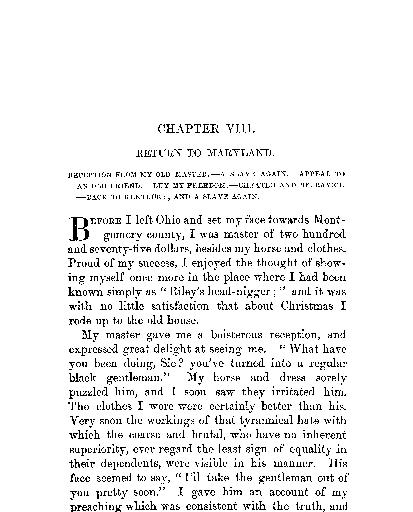 CHAPTER VIII.
RETURN TO MARYLAND.
RECEPTION FROM MY OLD MASTER.—A SLAVE AGAIN. APPEAL TO
AN OLD FRIEND. BUY MY FREEDOM.—CHEATED AND BETRAYED.
—BACK TO KENTUCKY, AND A SLAVE AGAIN.
BEFORE I left Ohio and set my face towards Mont-
gomery county, I was master of two hundred
and seventy-five dollars, besides my horse and clothes.
Proud of my success, I enjoyed the thought of show-
ing myself once more in the place where I had been
known simply as "Riley's head-nigger;" and it was
with no little satisfaction that about Christmas I
rode up to the old house.
My master gave me a boisterous reception, and
expressed great delight at seeing me. "What have
you been doing, Sie? you've turned into a regular
black gentleman." My horse and dress sorely
puzzled him, and I soon saw they irritated him.
The clothes I wore were certainly better than his.
Very soon the workings of that tyrannical hate with
which the coarse and brutal, who have no inherent
superiority, ever regard the least sign of equality in
their dependents, were visible in his manner. His
face seemed to say, "I'll take the gentleman out of
you pretty soon." I gave him an account of my
preaching which was consistent with the truth, and